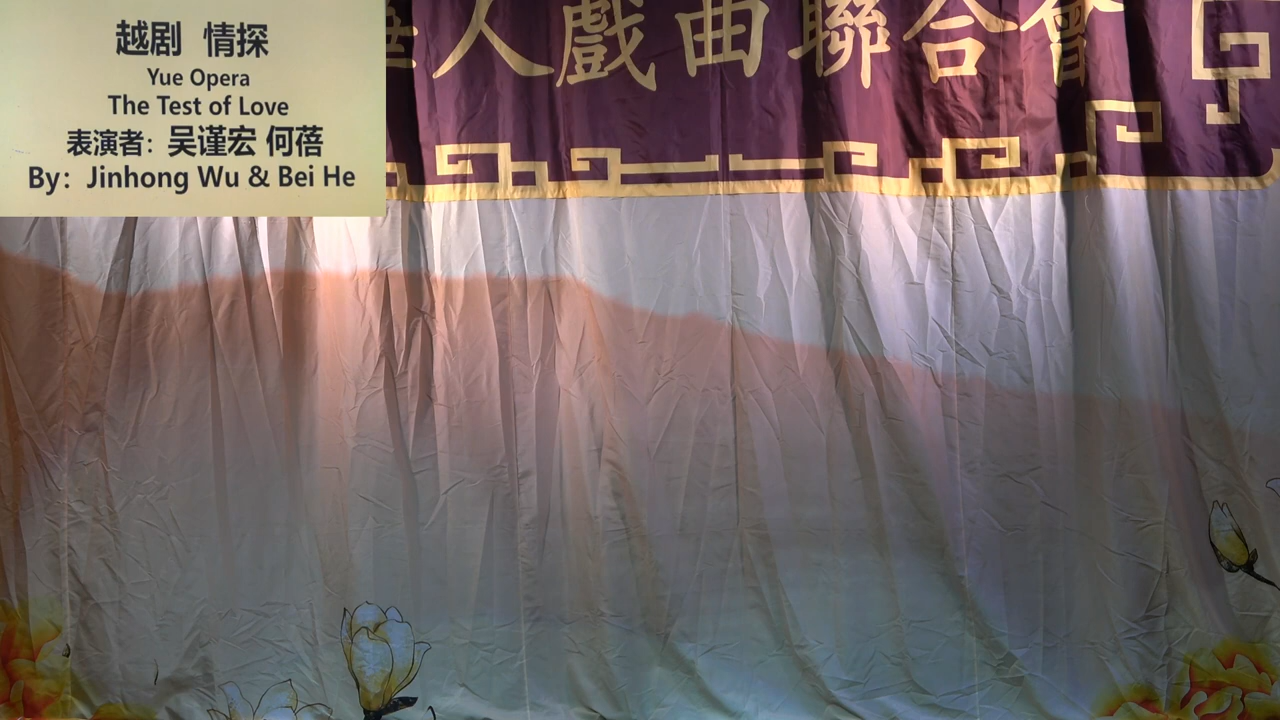 越剧 情探
Yue Opera
The Test of Love
表演者：吴谨宏 何蓓
By：Jinhong Wu & Bei He
人戲曲聯合會